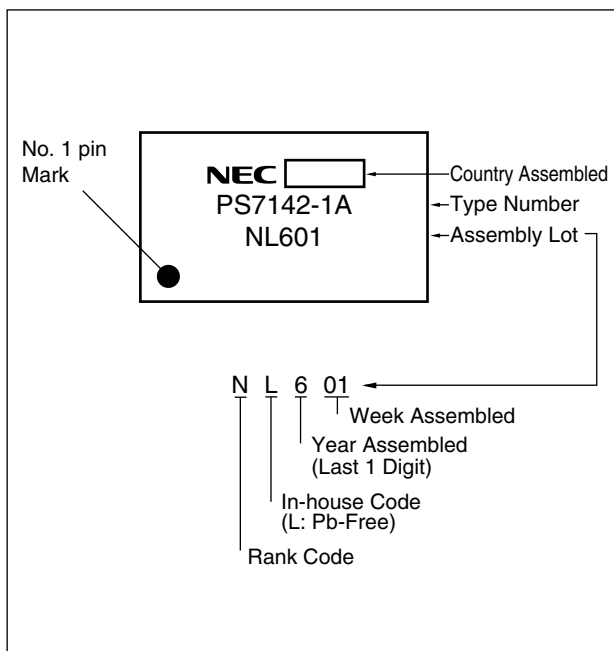 No. 1 pin
Mark
NEC
Country Assembled
PS7142-1A
Type Number
NL601
Assembly Lot
N L 6 01
Week Assembled
Year Assembled
(Last 1 Digit)
In-house Code
(L: Pb-Free)
Rank Code